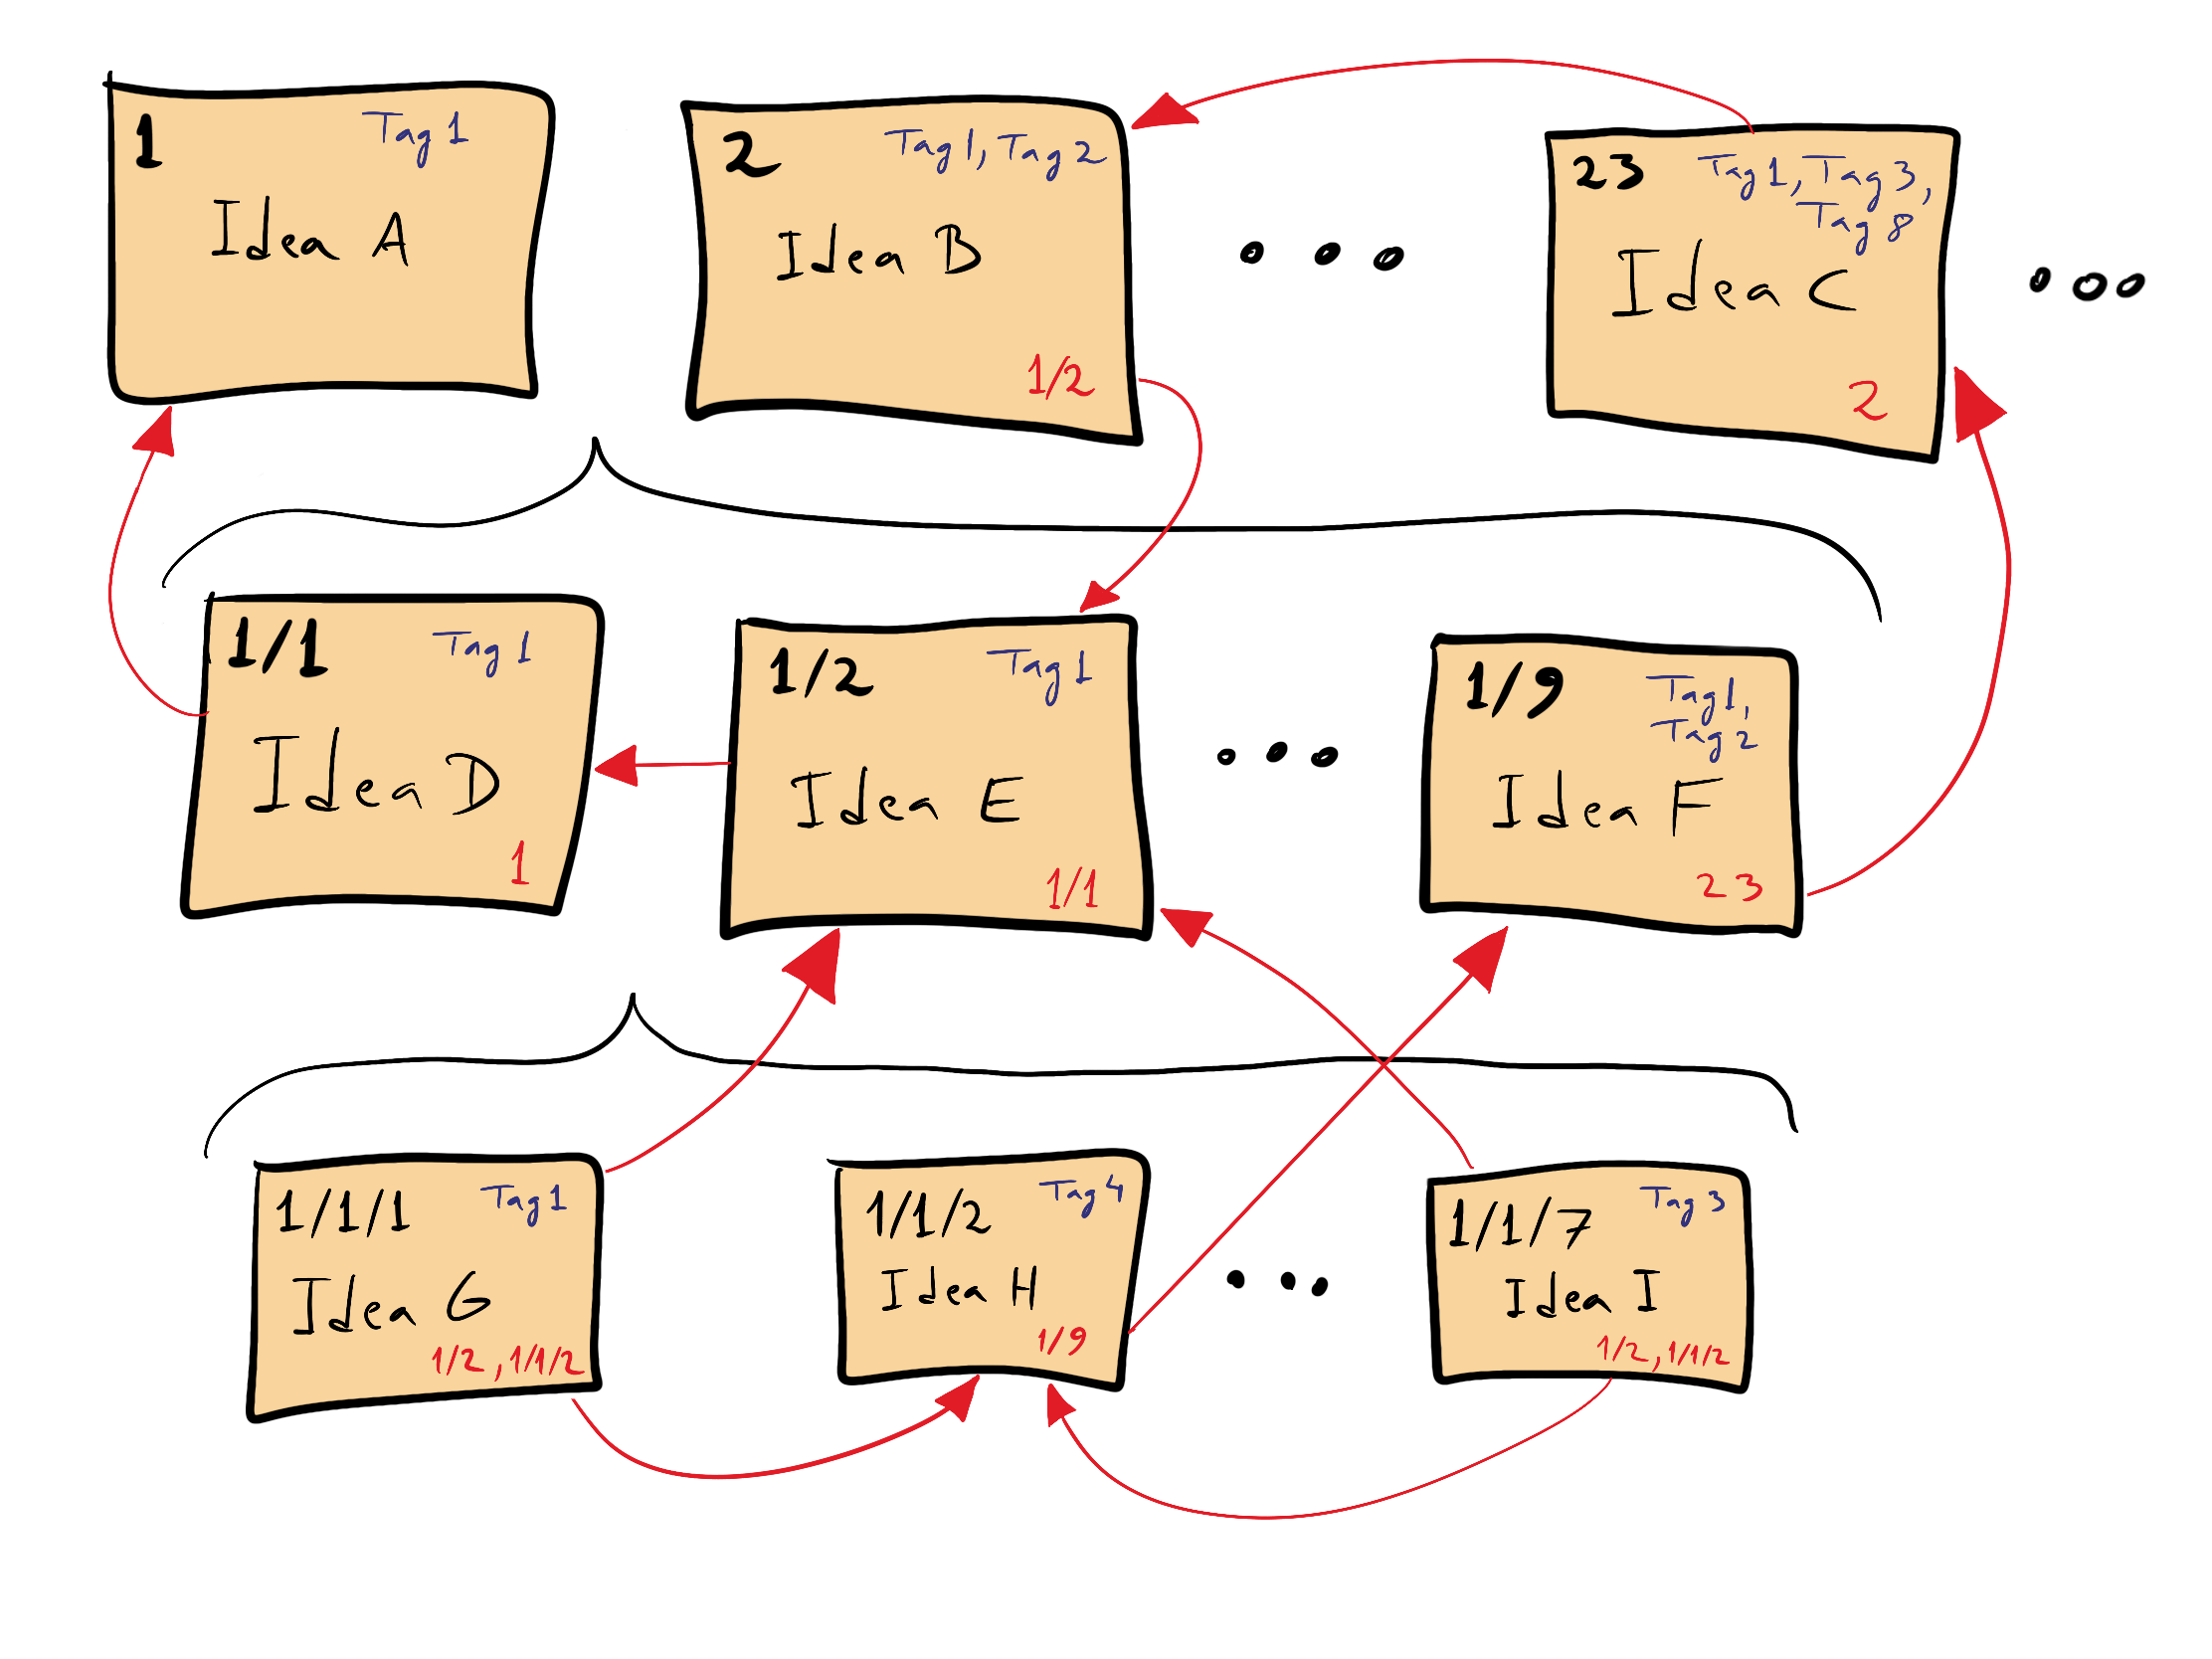 1 Tag 1
Idea A
2 Tag 1, Tag 2
Idea B
1/2
23 Tag 1, Tag 3,
Tag 8
Idea C
2
1/1 Tag 1
Idea D
1
1/2 Tag 1
Idea E
1/1
1/9 Tag 1,
Tag 2
Idea F
23
1/1/1 Tag 1
Idea G
1/2, 1/1/2
1/1/2 Tag 4
Idea H
1/9
1/1/7 Tag 3
Idea I
1/2, 1/1/2